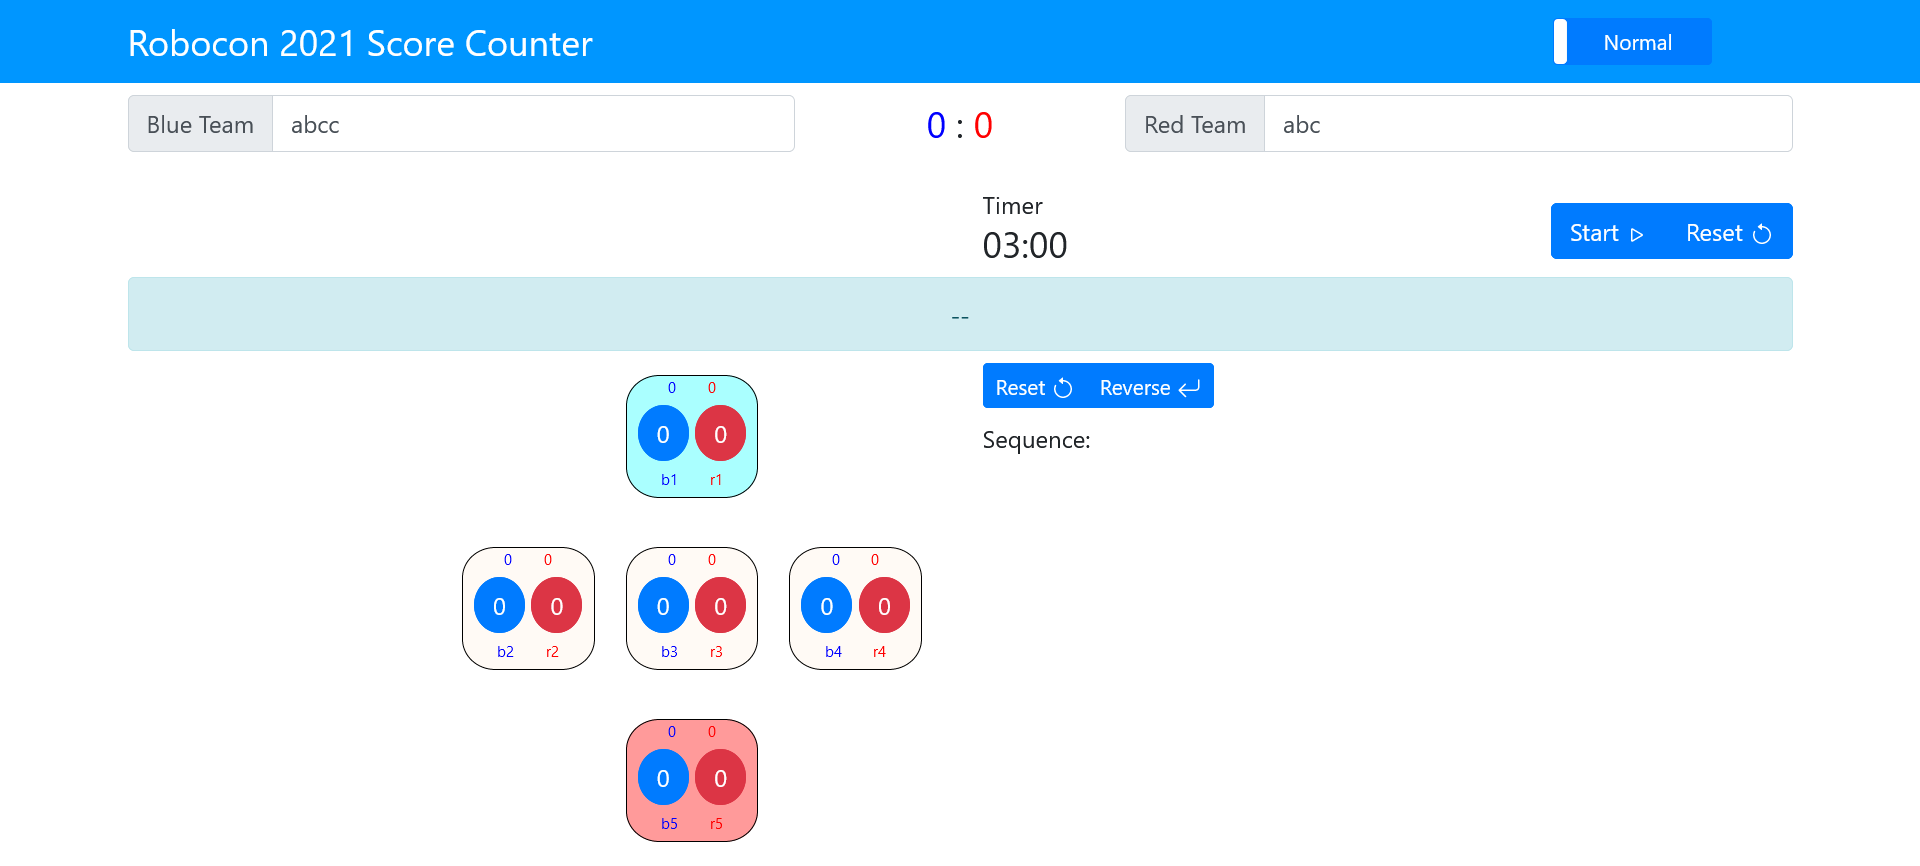 Robocon 2021 Score Counter
Normal
Blue Team abcc
0 : 0
Red Team abc
Timer
03:00
Start
Reset
--
Reset
Reverse
Sequence:
0 0
0 0
b1 r1
0 0
0 0
b2 r2
0 0
0 0
b3 r3
0 0
0 0
b4 r4
0 0
0 0
b5 r5